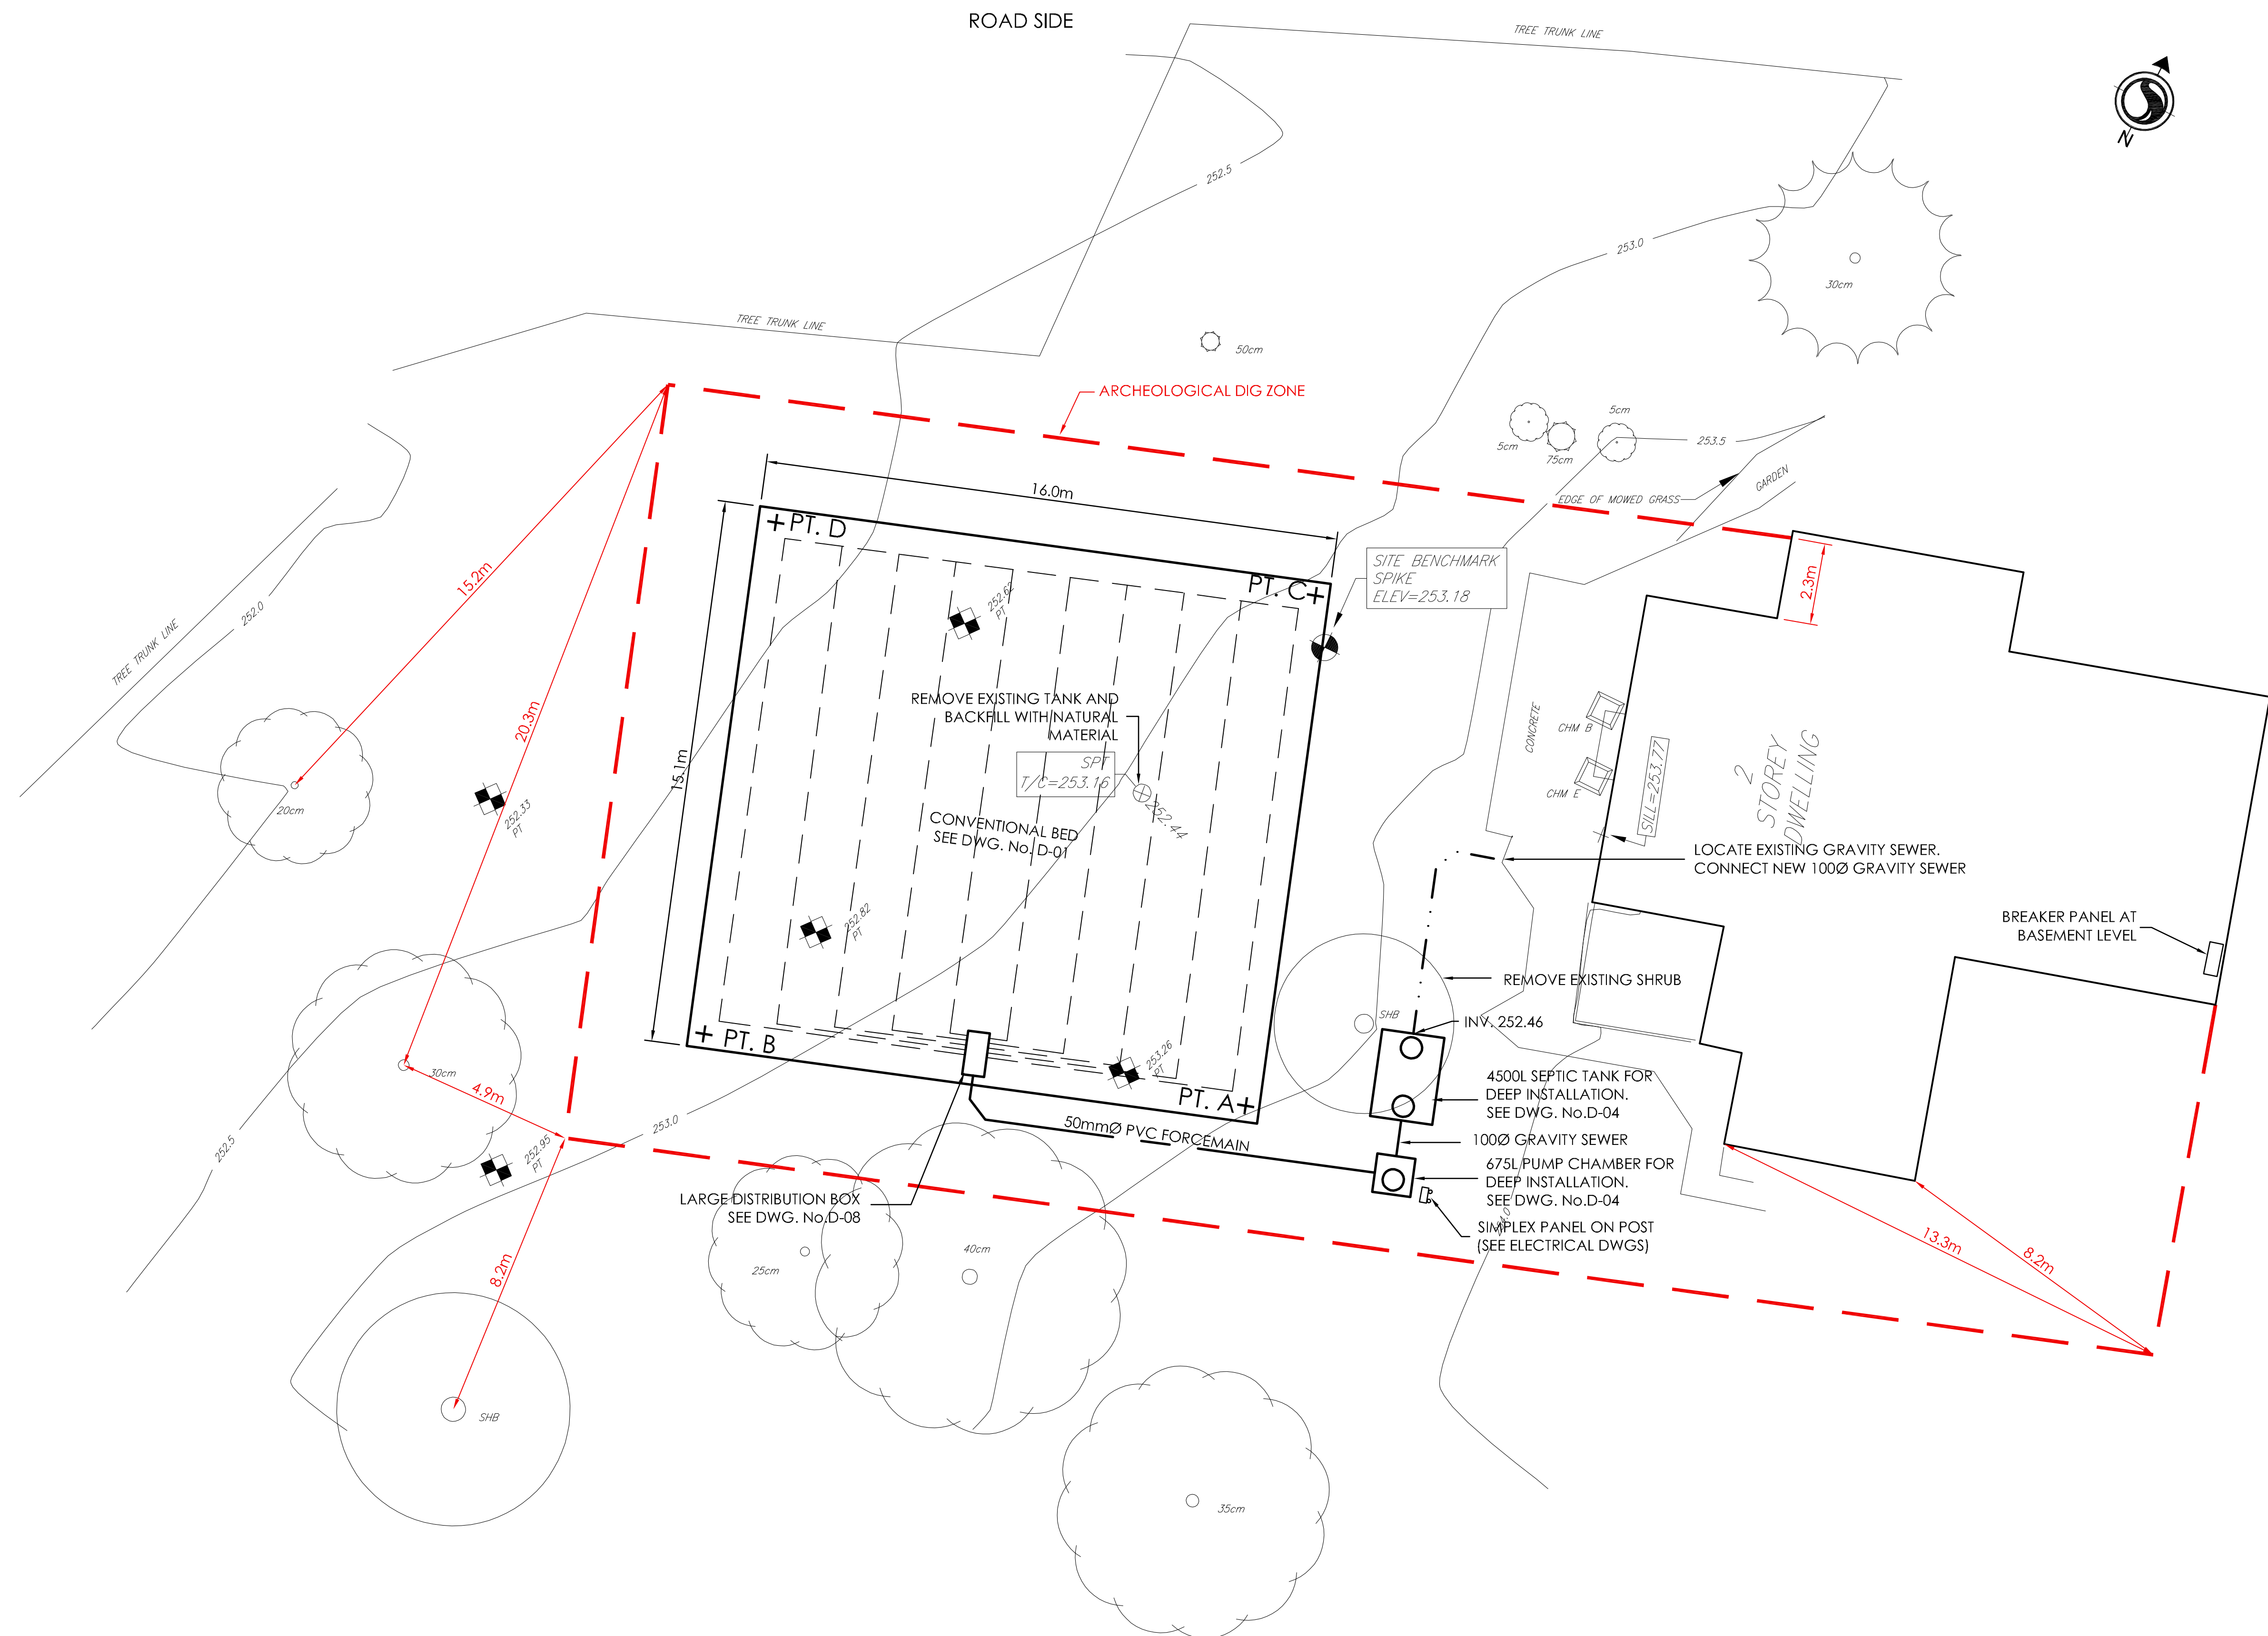 ROAD SIDE
TREE TRUNK LINE
N
252.5
253.0
30cm
TREE TRUNK LINE
50cm
ARCHEOLOGICAL DIG ZONE
5cm
5cm
75cm
253.5
EDGE OF MOWED GRASS
GARDEN
16.0m
PT. D
PT. C
SITE BENCHMARK
SPIKE
ELEV=253.18
2.3m
15.2m
252.0
TREE TRUNK LINE
252.62
PT
20.3m
REMOVE EXISTING TANK AND
BACKFILL WITH NATURAL
MATERIAL
15.1m
SPT
T/C=253.16
252.44
CONCRETE
CHM B
CHM E
SILL=253.77
2
STOREY
DWELLING
20cm
252.33
PT
CONVENTIONAL BED
SEE DWG. No. D-01
LOCATE EXISTING GRAVITY SEWER.
CONNECT NEW 100Ø GRAVITY SEWER
252.82
PT
BREAKER PANEL AT
BASEMENT LEVEL
REMOVE EXISTING SHRUB
SHB
INV. 252.46
PT. B
253.26
PT
30cm
4.9m
PT. A
4500L SEPTIC TANK FOR
DEEP INSTALLATION.
SEE DWG. No.D-04
50mmØ PVC FORCEMAIN
100Ø GRAVITY SEWER
253.0
252.5
252.95
PT
675L PUMP CHAMBER FOR
DEEP INSTALLATION.
SEE DWG. No.D-04
LARGE DISTRIBUTION BOX
SEE DWG. No.D-08
SIMPLEX PANEL ON POST
(SEE ELECTRICAL DWGS)
13.3m
8.2m
8.2m
25cm
40cm
SHB
35cm